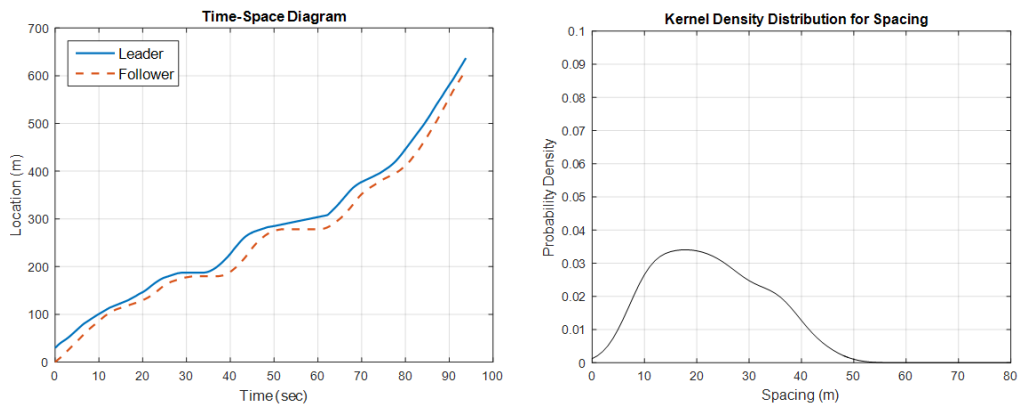 Time-Space Diagram
700
600
500
400
300
200
100
0
Location (m)
Leader
Follower
0 10 20 30 40 50 60 70 80 90 100
Time (sec)
Kernel Density Distribution for Spacing
0.1
0.09
0.08
0.07
0.06
0.05
0.04
0.03
0.02
0.01
0
Probability Density
0 10 20 30 40 50 60 70 80
Spacing (m)